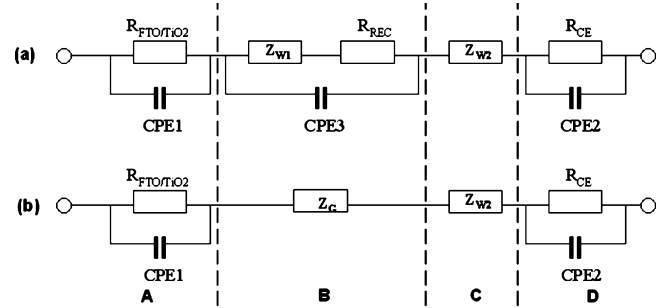 R_FTO/TiO2 R_REC R_CE
(a) Z_W1 Z_W2
CPE1 CPE3 CPE2
R_FTO/TiO2 R_CE
(b) Z_G Z_W2
CPE1 CPE2
A B C D